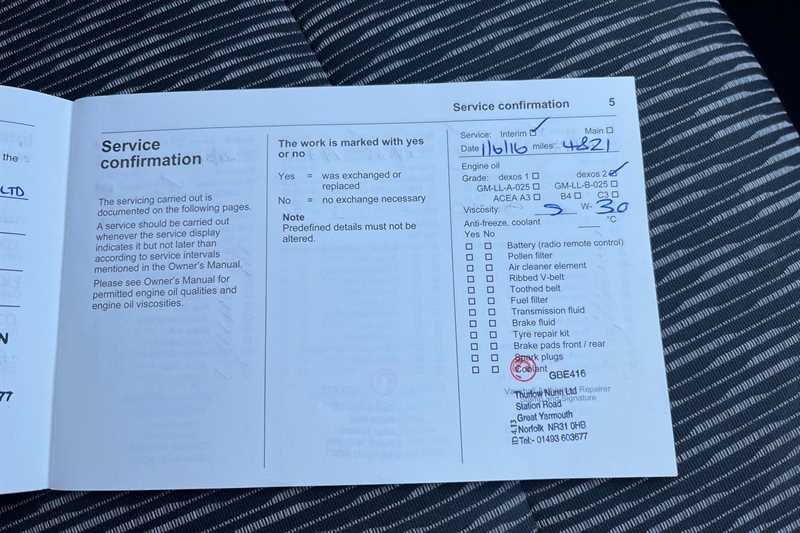 the
LTD
N
77
Service confirmation 5
Service
confirmation
The servicing carried out is
documented on the following pages.
A service should be carried out
whenever the service display
indicates it but not later than
according to service intervals
mentioned in the Owner's Manual.
Please see Owner's Manual for
permitted engine oil qualities and
engine oil viscosities.
The work is marked with yes
or no
Yes = was exchanged or
replaced
No = no exchange necessary
Note
Predefined details must not be
altered.
Service: Interim ☑ Main ☐
Date 1/6/16 miles: 4821
Engine oil
Grade: dexos 1 ☐ dexos 2 ☑
GM-LL-A-025 ☐ GM-LL-B-025 ☐
ACEA A3 ☐ B4 ☐ C3 ☐
Viscosity: 5 W- 30
Anti-freeze, coolant ___ °C
Yes No
☐ ☐ Battery (radio remote control)
☐ ☐ Pollen filter
☐ ☐ Air cleaner element
☐ ☐ Ribbed V-belt
☐ ☐ Toothed belt
☐ ☐ Fuel filter
☐ ☐ Transmission fluid
☐ ☐ Brake fluid
☐ ☐ Tyre repair kit
☐ ☐ Brake pads front / rear
☐ ☐ Spark plugs
☐ ☐ Coolant
GBE416
Repairer
Thurlow Nunn Ltd
Signature
Station Road
Great Yarmouth
Norfolk NR31 0HB
Tel:- 01493 603677